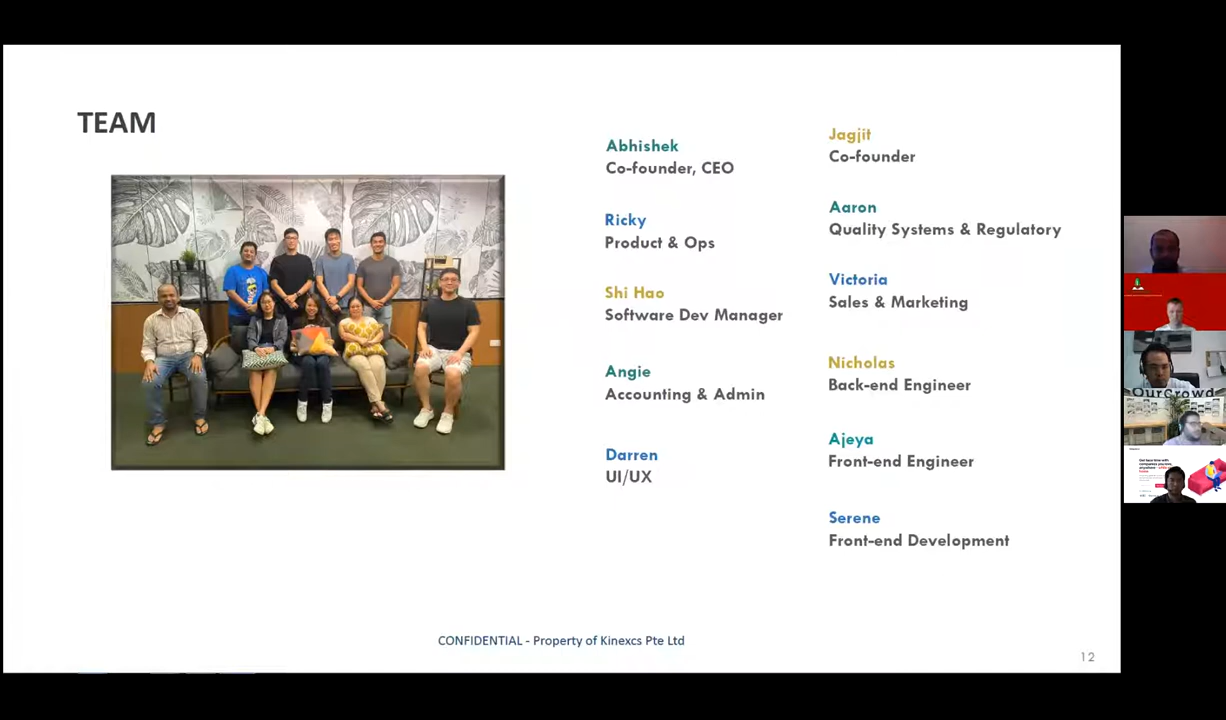 TEAM
Abhishek
Co-founder, CEO
Ricky
Product & Ops
Shi Hao
Software Dev Manager
Angie
Accounting & Admin
Darren
UI/UX
Jagjit
Co-founder
Aaron
Quality Systems & Regulatory
Victoria
Sales & Marketing
Nicholas
Back-end Engineer
Ajeya
Front-end Engineer
Serene
Front-end Development
CONFIDENTIAL - Property of Kinexcs Pte Ltd
12
OurCrowd